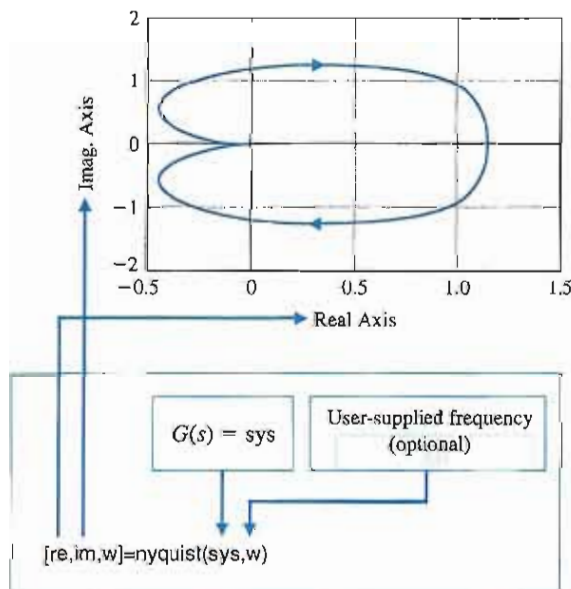 2
1
Imag. Axis
0
−1
−2
−0.5 0 0.5 1.0 1.5
Real Axis
G(s) = sys
User-supplied frequency
(optional)
[re,im,w]=nyquist(sys,w)